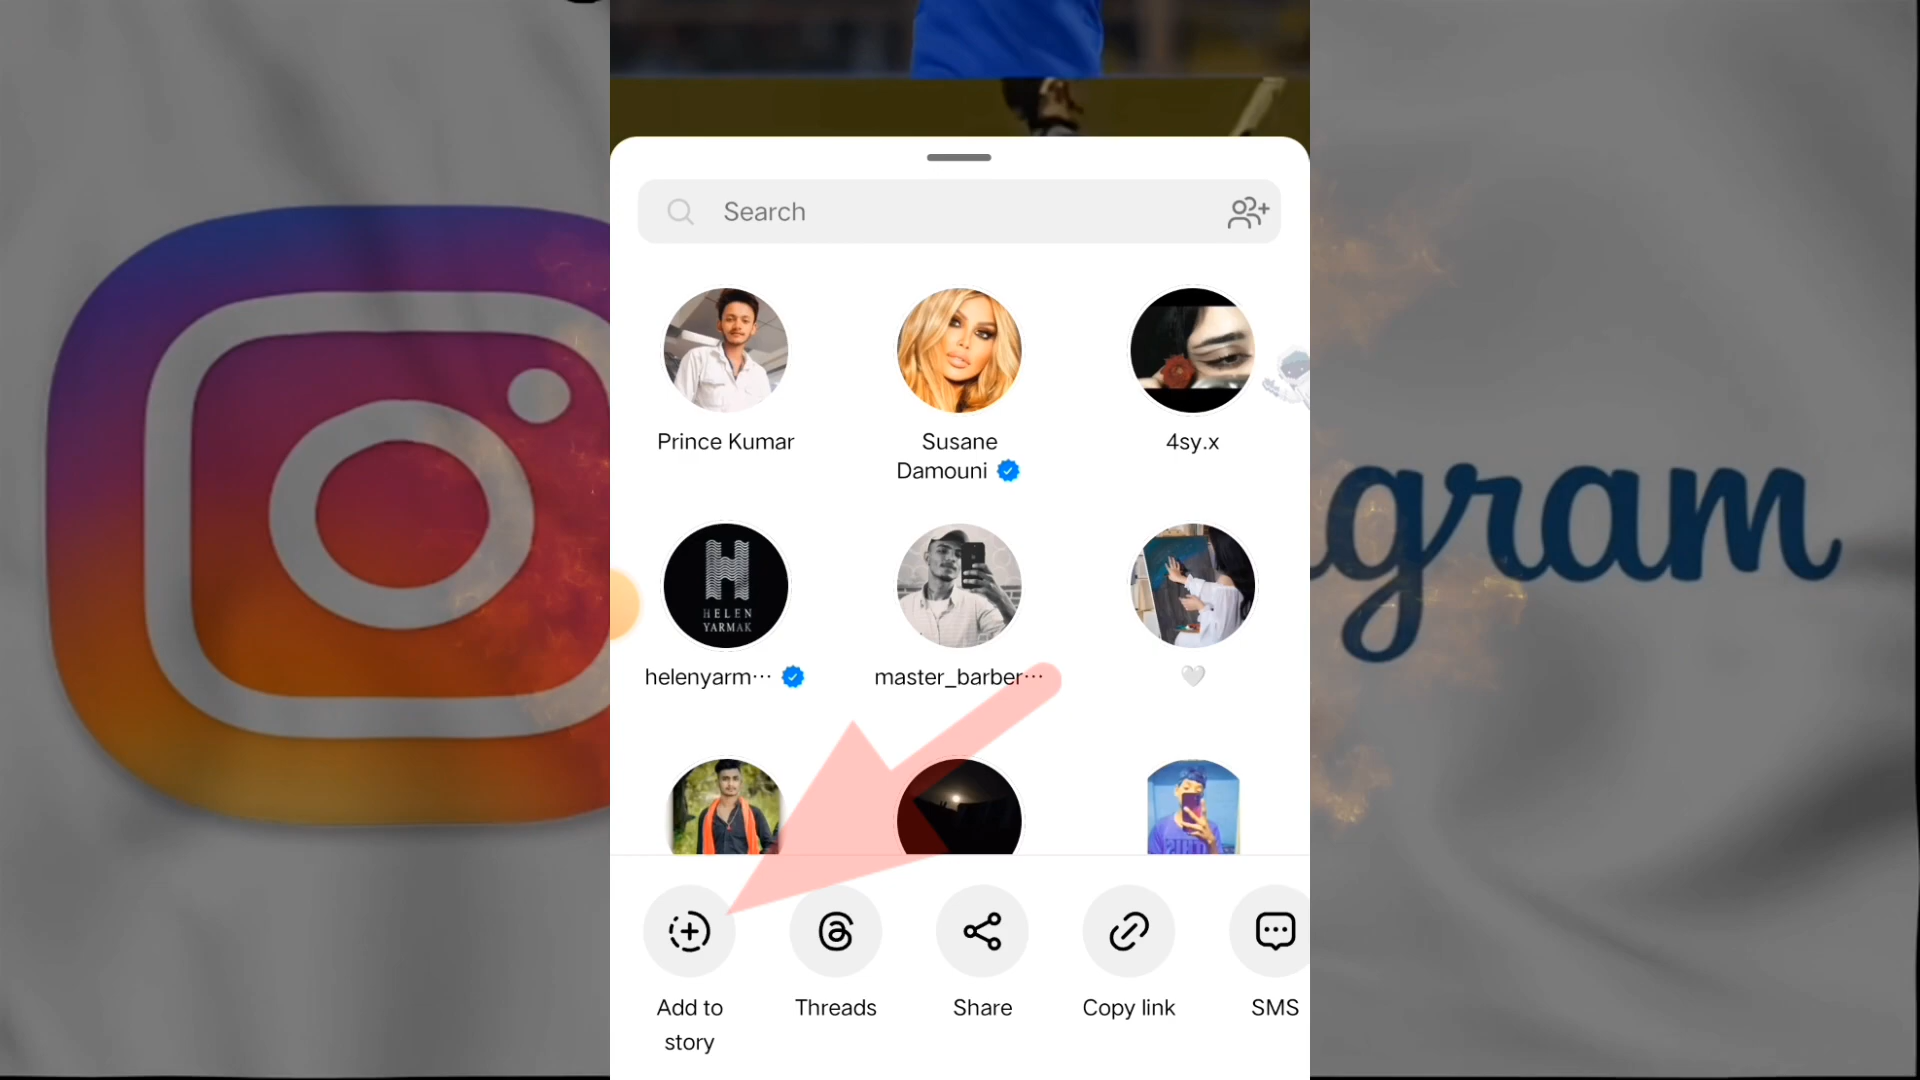 Search
Prince Kumar
Susane
Damouni
4sy.x
HELEN
YARMAK
helenyarm···
master_barber···
🤍
gram
Add to
story
Threads
Share
Copy link
SMS